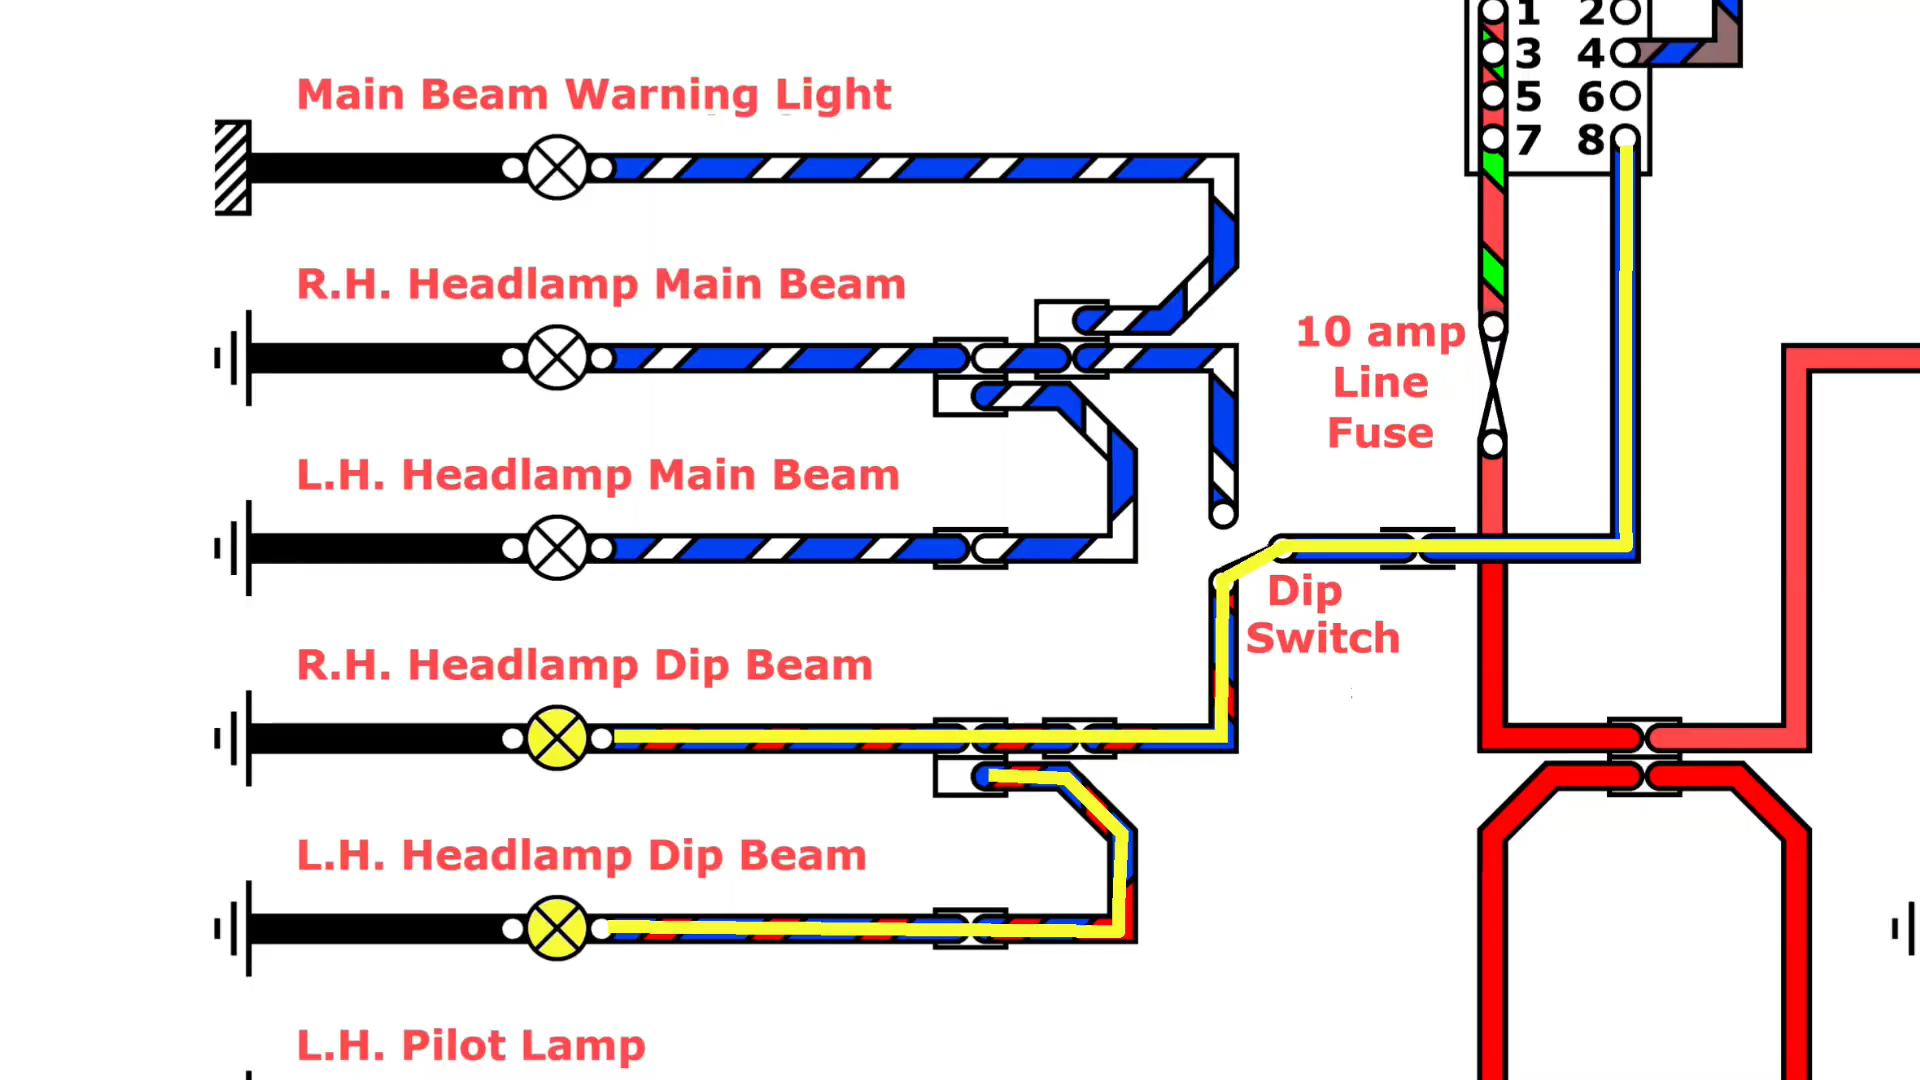 1 2
3 4
5 6
7 8
Main Beam Warning Light
R.H. Headlamp Main Beam
10 amp
Line
Fuse
L.H. Headlamp Main Beam
Dip
Switch
R.H. Headlamp Dip Beam
L.H. Headlamp Dip Beam
L.H. Pilot Lamp